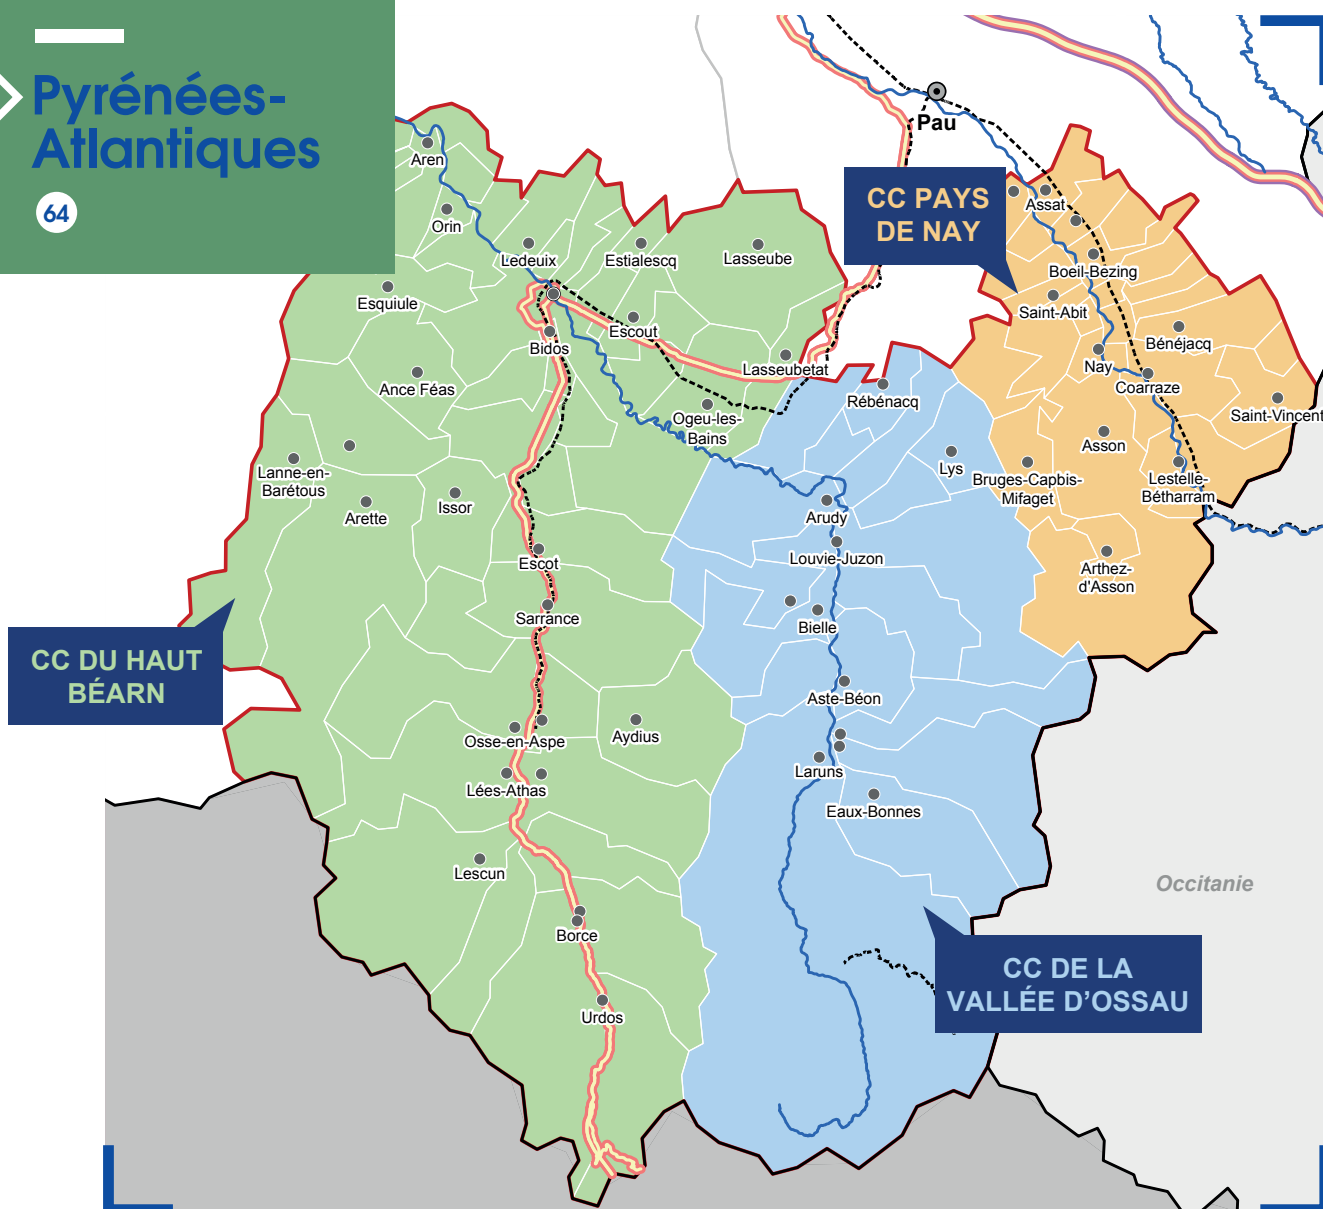 Pyrénées-
Atlantiques
64
Pau
CC PAYS
DE NAY
Aren
Orin
Ledeuix
Estialescq
Lasseube
Assat
Boeil-Bezing
Saint-Abit
Esquiule
Escout
Bidos
Bénéjacq
Nay
Lasseubetat
Coarraze
Ance Féas
Rébénacq
Saint-Vincent
Ogeu-les-
Bains
Asson
Lys
Lanne-en-
Barétous
Bruges-Capbis-
Mifaget
Lestelle-
Bétharram
Issor
Arette
Arudy
Louvie-Juzon
Escot
Arthez-
d'Asson
Sarrance
Bielle
CC DU HAUT
BÉARN
Aste-Béon
Osse-en-Aspe
Aydius
Laruns
Lées-Athas
Eaux-Bonnes
Lescun
Occitanie
Borce
CC DE LA
VALLÉE D’OSSAU
Urdos